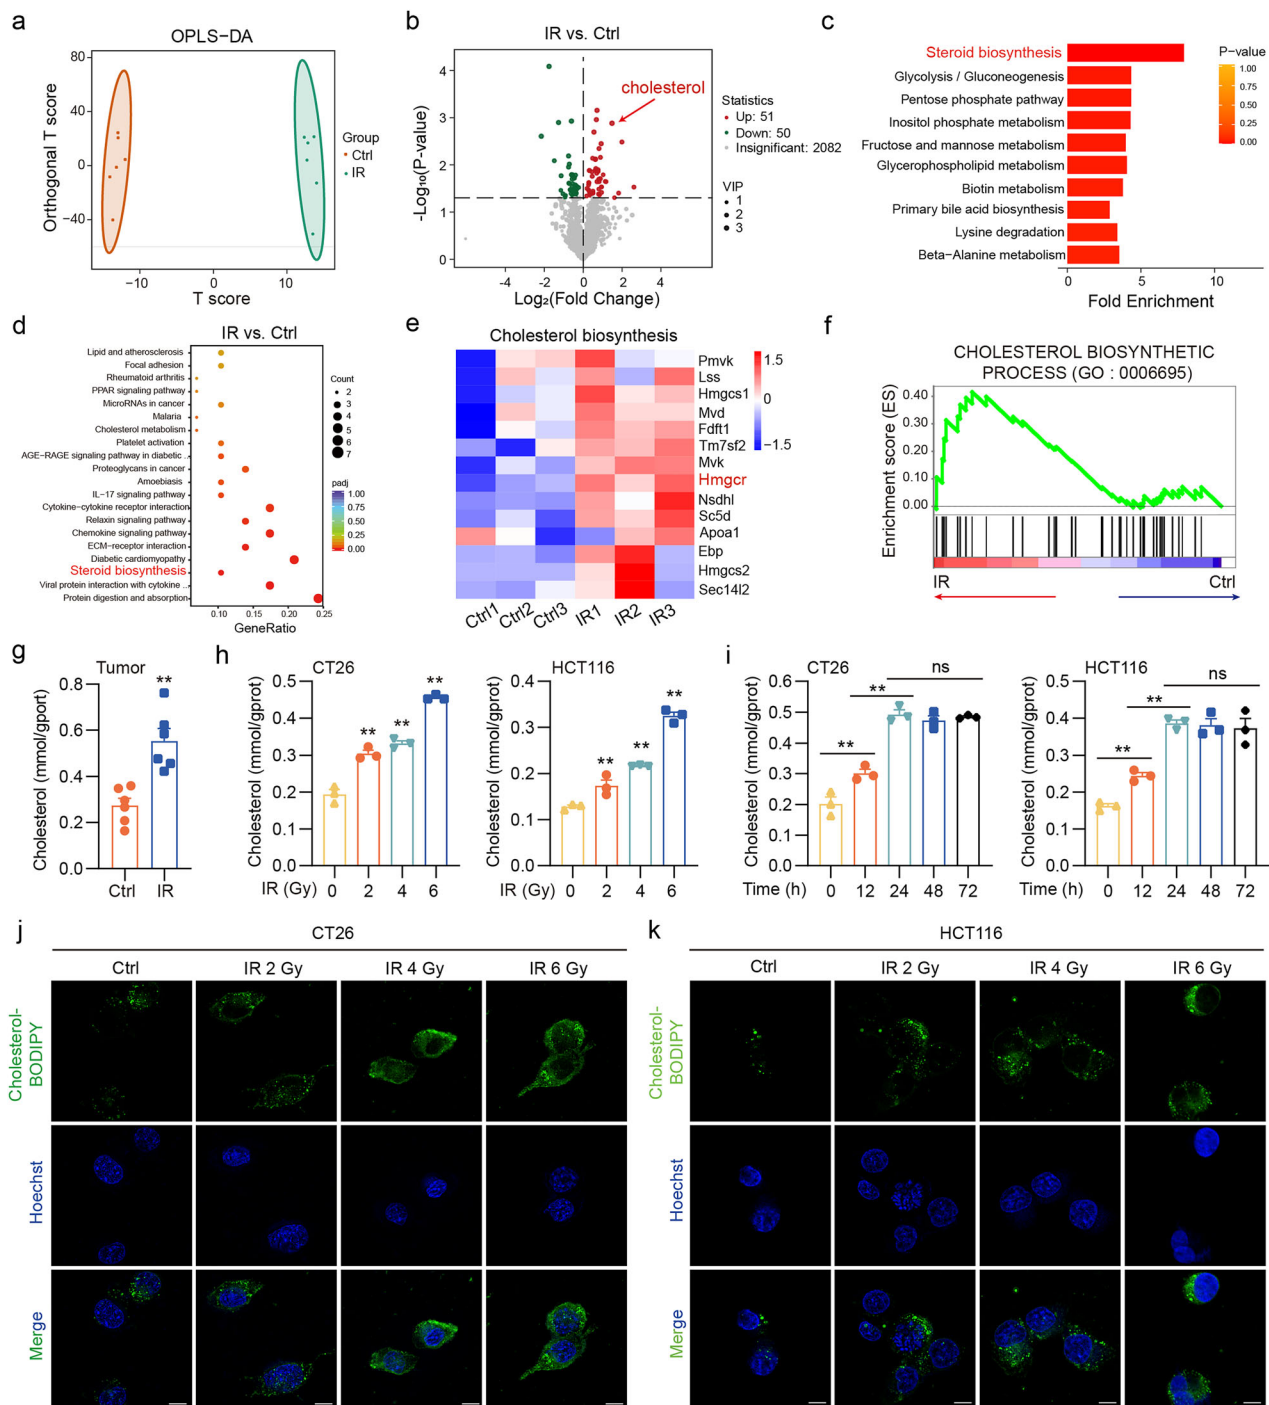 a
OPLS-DA
Orthogonal T score
80
40
0
−40
−10
0
10
T score
Group
Ctrl
IR
b
IR vs. Ctrl
cholesterol
-Log₁₀(P-value)
4
3
2
1
0
-4
-2
0
2
4
6
Log₂(Fold Change)
Statistics
Up: 51
Down: 50
Insignificant: 2082
VIP
1
2
3
c
Steroid biosynthesis
Glycolysis / Gluconeogenesis
Pentose phosphate pathway
Inositol phosphate metabolism
Fructose and mannose metabolism
Glycerophospholipid metabolism
Biotin metabolism
Primary bile acid biosynthesis
Lysine degradation
Beta-Alanine metabolism
0
5
10
Fold Enrichment
P-value
1.00
0.75
0.50
0.25
0.00
d
IR vs. Ctrl
Lipid and atherosclerosis
Focal adhesion
Rheumatoid arthritis
PPAR signaling pathway
MicroRNAs in cancer
Malaria
Cholesterol metabolism
Platelet activation
AGE−RAGE signaling pathway in diabetic ..
Proteoglycans in cancer
Amoebiasis
IL−17 signaling pathway
Cytokine−cytokine receptor interaction
Relaxin signaling pathway
Chemokine signaling pathway
ECM−receptor interaction
Diabetic cardiomyopathy
Steroid biosynthesis
Viral protein interaction with cytokine ..
Protein digestion and absorption
0.10
0.15
0.20
0.25
GeneRatio
Count
2
3
4
5
6
7
padj
1.00
0.75
0.50
0.25
0.00
e
Cholesterol biosynthesis
Pmvk
Lss
Hmgcs1
Mvd
Fdft1
Tm7sf2
Mvk
Hmgcr
Nsdhl
Sc5d
Apoa1
Ebp
Hmgcs2
Sec14l2
Ctrl1
Ctrl2
Ctrl3
IR1
IR2
IR3
1.5
0
−1.5
f
CHOLESTEROL BIOSYNTHETIC
PROCESS (GO : 0006695)
Enrichment score (ES)
0.40
0.30
0.20
0.10
0.00
IR
Ctrl
g
Tumor
Cholesterol (mmol/gport)
0.8
0.6
0.4
0.2
0.0
**
Ctrl
IR
h
CT26
Cholesterol (mmol/gprot)
0.5
0.4
0.3
0.2
0.1
0.0
**
**
**
IR (Gy)
0
2
4
6
HCT116
Cholesterol (mmol/gprot)
0.4
0.3
0.2
0.1
0.0
**
**
**
IR (Gy)
0
2
4
6
i
CT26
Cholesterol (mmol/gprot)
0.6
0.5
0.4
0.3
0.2
0.1
0.0
**
**
ns
Time (h)
0
12
24
48
72
HCT116
Cholesterol (mmol/gprot)
0.5
0.4
0.3
0.2
0.1
0.0
**
**
ns
Time (h)
0
12
24
48
72
j
CT26
Ctrl
IR 2 Gy
IR 4 Gy
IR 6 Gy
Cholesterol-
BODIPY
Hoechst
Merge
k
HCT116
Ctrl
IR 2 Gy
IR 4 Gy
IR 6 Gy
Cholesterol-
BODIPY
Hoechst
Merge